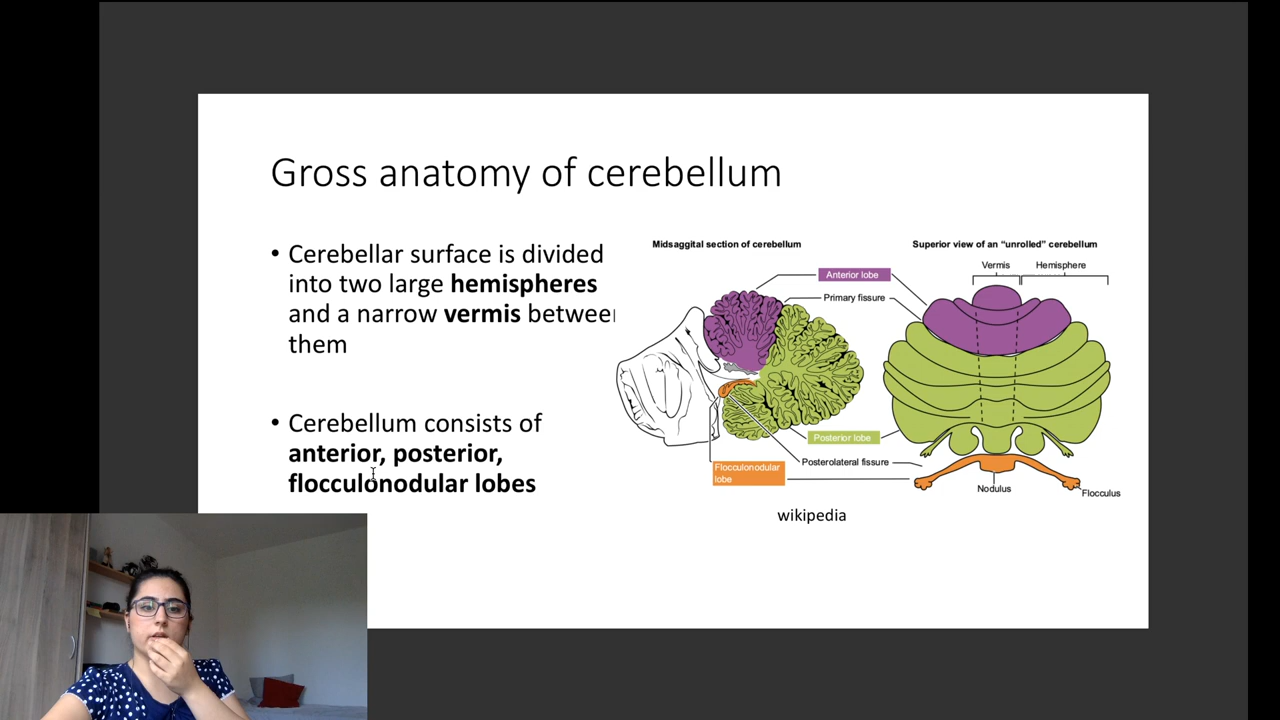 Gross anatomy of cerebellum
• Cerebellar surface is divided
into two large hemispheres
and a narrow vermis between
them
• Cerebellum consists of
anterior, posterior,
flocculonodular lobes
Midsaggital section of cerebellum
Superior view of an “unrolled” cerebellum
Vermis
Hemisphere
Anterior lobe
Primary fissure
Posterior lobe
Posterolateral fissure
Flocculonodular
lobe
Nodulus
Flocculus
wikipedia